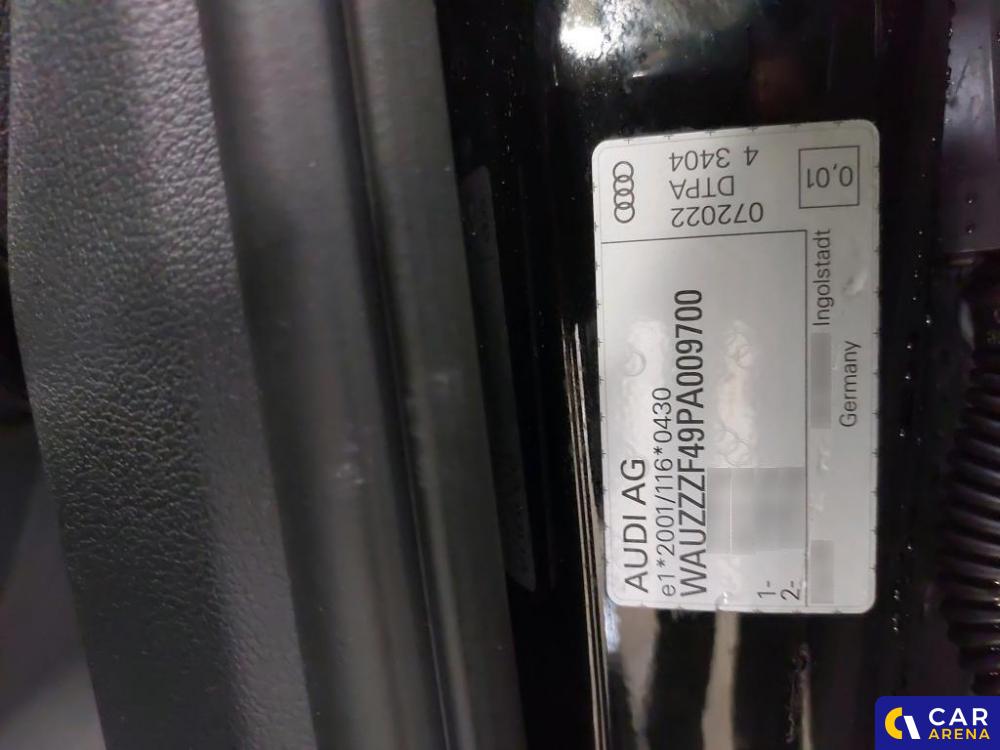 AUDI AG
e1*2001/116*0430
WAUZZZF49PA009700
1-
2-
Germany
Ingolstadt
072022
DTPA
4 3404
0,01
CAR
ARENA